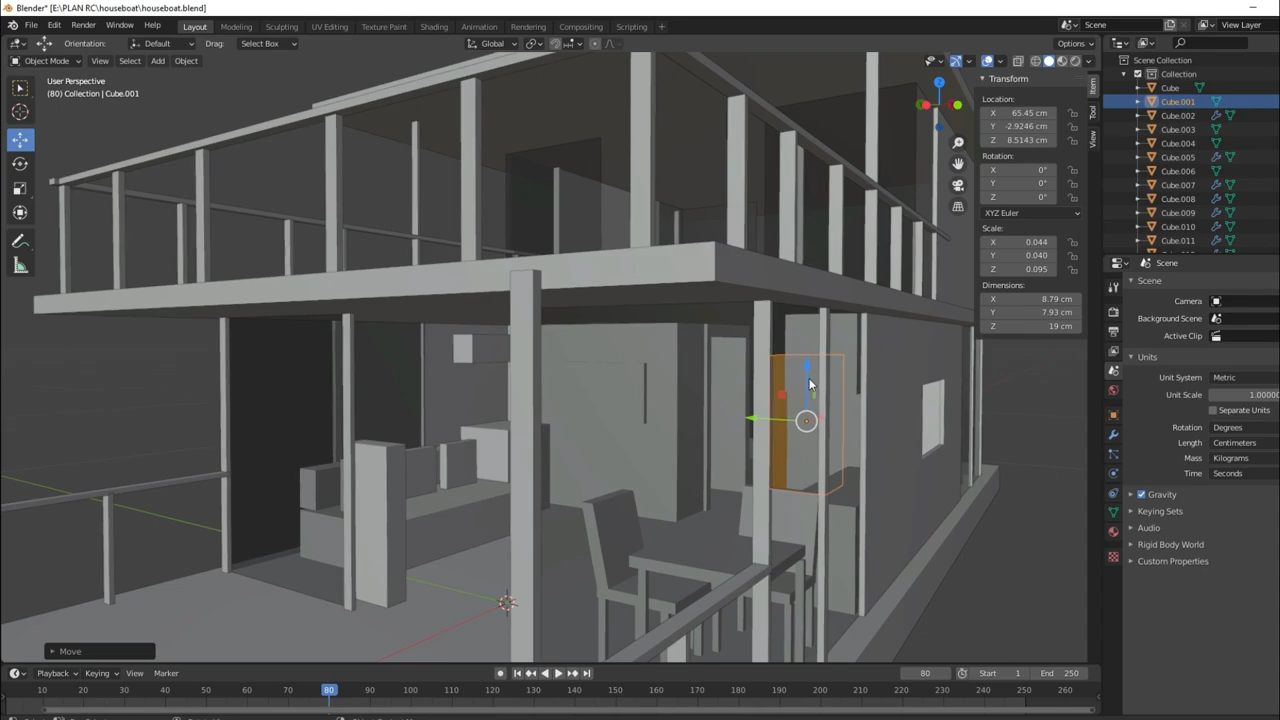 Blender* [E:\PLAN RC\houseboat\houseboat.blend]
File Edit Render Window Help Layout Modeling Sculpting UV Editing Texture Paint Shading Animation Rendering Compositing Scripting Scene View Layer
Orientation: Default Drag: Select Box Global Options
Object Mode View Select Add Object
User Perspective
(80) Collection | Cube.001
Transform
Location:
X 65.45 cm
Y -2.9246 cm
Z 8.5143 cm
Rotation:
X 0°
Y 0°
Z 0°
XYZ Euler
Scale:
X 0.044
Y 0.040
Z 0.095
Dimensions:
X 8.79 cm
Y 7.93 cm
Z 19 cm
Item
Tool
View
Z
Scene Collection
Collection
Cube
Cube.001
Cube.002
Cube.003
Cube.004
Cube.005
Cube.006
Cube.007
Cube.008
Cube.009
Cube.010
Cube.011
Scene
Scene
Camera
Background Scene
Active Clip
Units
Unit System Metric
Unit Scale 1.0000
Separate Units
Rotation Degrees
Length Centimeters
Mass Kilograms
Time Seconds
Gravity
Keying Sets
Audio
Rigid Body World
Custom Properties
Move
Playback Keying View Marker 80 Start 1 End 250
10 20 30 40 50 60 70 80 90 100 110 120 130 140 150 160 170 180 190 200 210 220 230 240 250 260